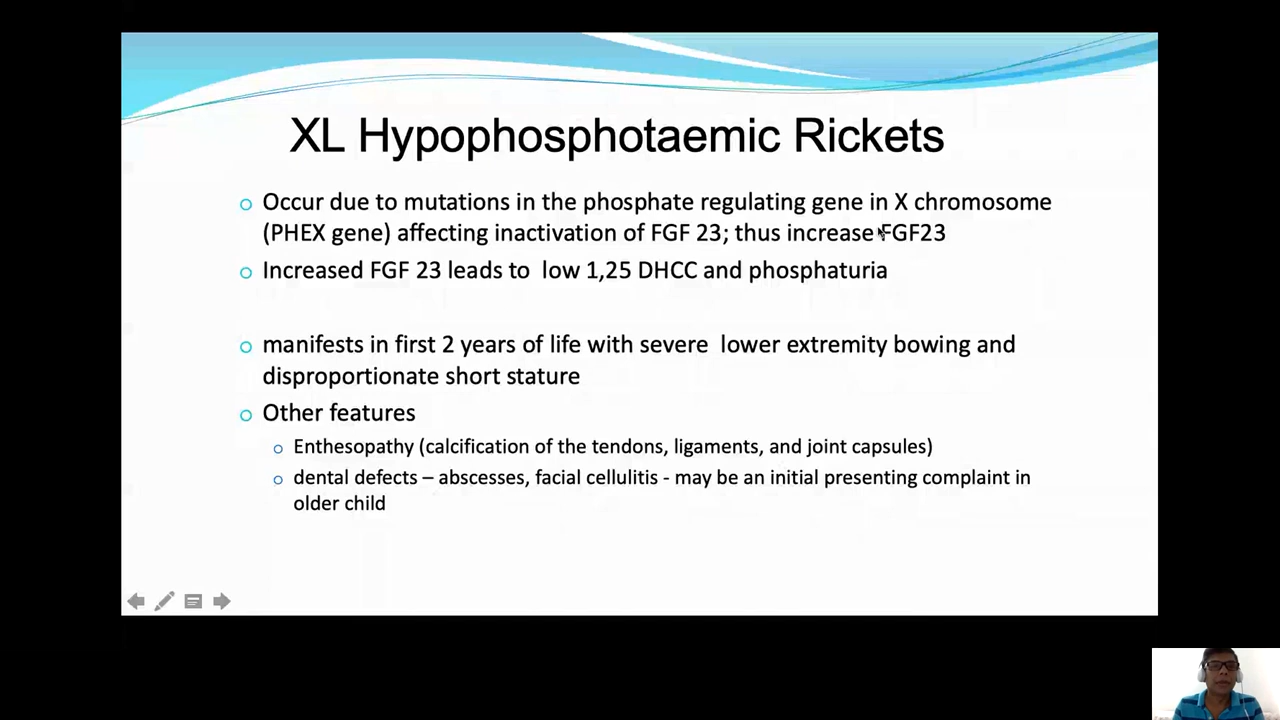 XL Hypophosphotaemic Rickets
Occur due to mutations in the phosphate regulating gene in X chromosome
(PHEX gene) affecting inactivation of FGF 23; thus increase FGF23
Increased FGF 23 leads to low 1,25 DHCC and phosphaturia
manifests in first 2 years of life with severe lower extremity bowing and
disproportionate short stature
Other features
Enthesopathy (calcification of the tendons, ligaments, and joint capsules)
dental defects – abscesses, facial cellulitis - may be an initial presenting complaint in
older child